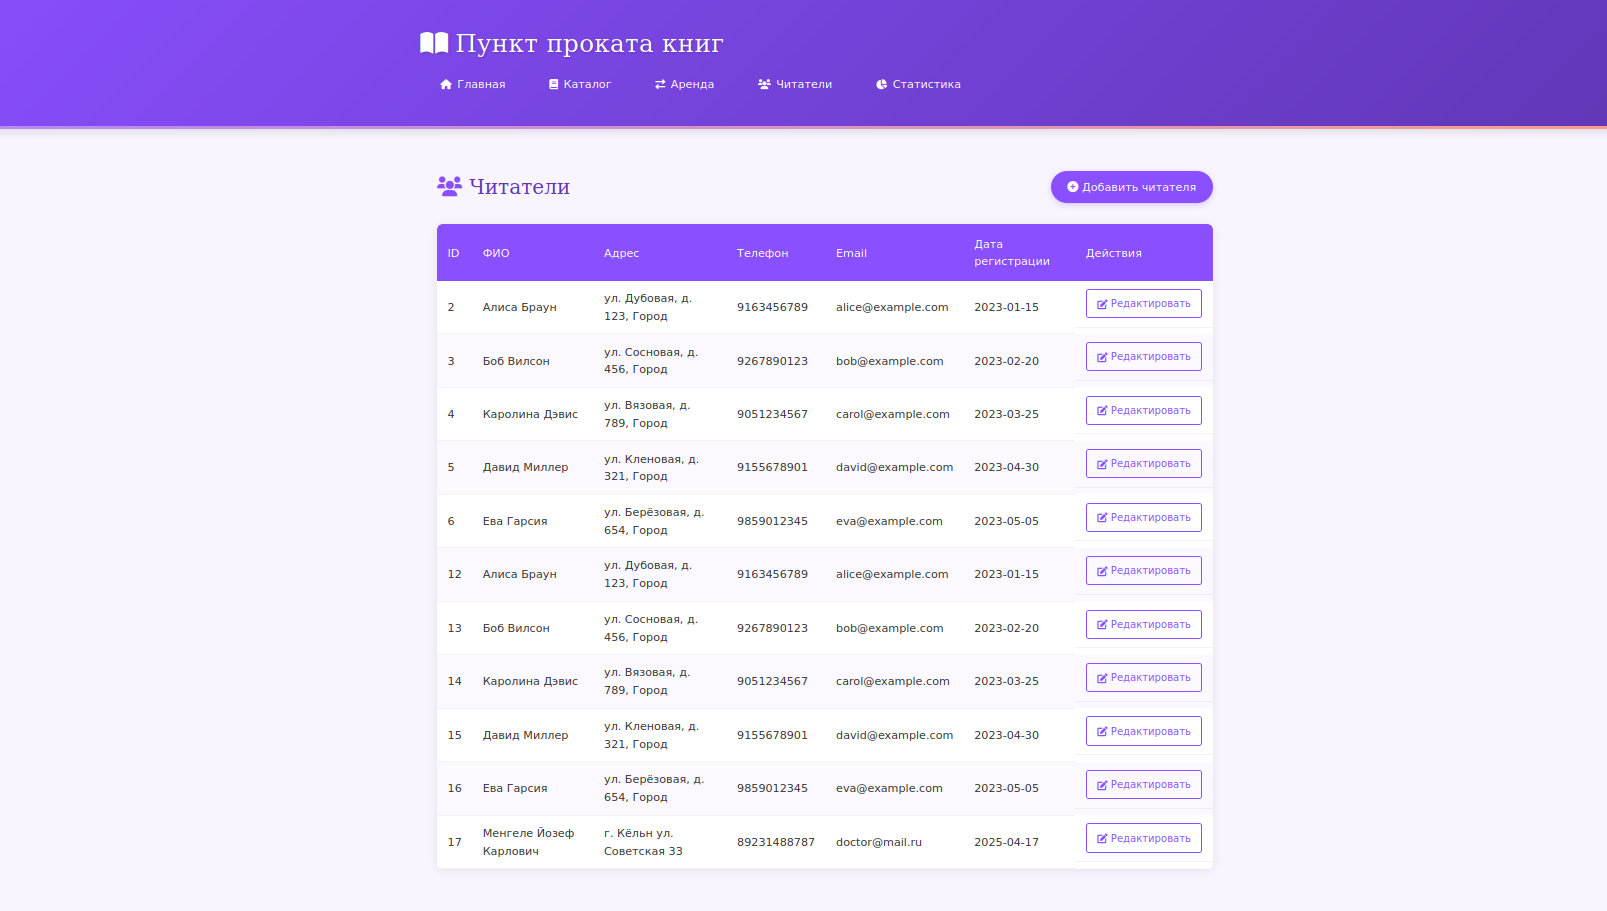 Пункт проката книг
Главная Каталог Аренда Читатели Статистика
Читатели
Добавить читателя
ID ФИО Адрес Телефон Email Дата регистрации Действия
2 Алиса Браун ул. Дубовая, д. 123, Город 9163456789 alice@example.com 2023-01-15 Редактировать
3 Боб Вилсон ул. Сосновая, д. 456, Город 9267890123 bob@example.com 2023-02-20 Редактировать
4 Каролина Дэвис ул. Вязовая, д. 789, Город 9051234567 carol@example.com 2023-03-25 Редактировать
5 Давид Миллер ул. Кленовая, д. 321, Город 9155678901 david@example.com 2023-04-30 Редактировать
6 Ева Гарсия ул. Берёзовая, д. 654, Город 9859012345 eva@example.com 2023-05-05 Редактировать
12 Алиса Браун ул. Дубовая, д. 123, Город 9163456789 alice@example.com 2023-01-15 Редактировать
13 Боб Вилсон ул. Сосновая, д. 456, Город 9267890123 bob@example.com 2023-02-20 Редактировать
14 Каролина Дэвис ул. Вязовая, д. 789, Город 9051234567 carol@example.com 2023-03-25 Редактировать
15 Давид Миллер ул. Кленовая, д. 321, Город 9155678901 david@example.com 2023-04-30 Редактировать
16 Ева Гарсия ул. Берёзовая, д. 654, Город 9859012345 eva@example.com 2023-05-05 Редактировать
17 Менгеле Йозеф Карлович г. Кёльн ул. Советская 33 89231488787 doctor@mail.ru 2025-04-17 Редактировать